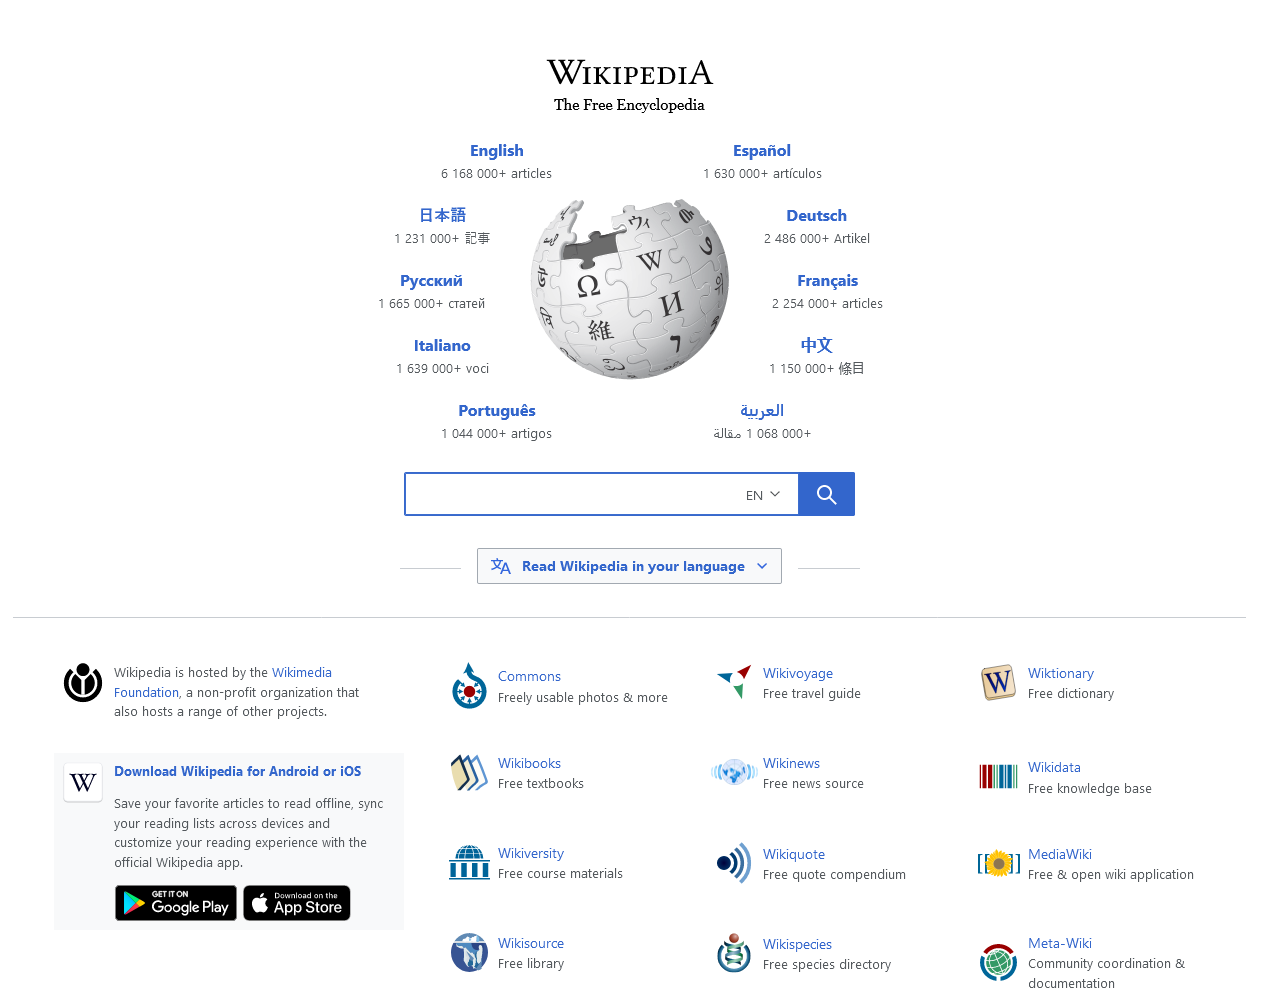 WIKIPEDIA
The Free Encyclopedia
English
6 168 000+ articles
Español
1 630 000+ artículos
日本語
1 231 000+ 記事
Deutsch
2 486 000+ Artikel
Русский
1 665 000+ статей
Français
2 254 000+ articles
Italiano
1 639 000+ voci
中文
1 150 000+ 條目
Português
1 044 000+ artigos
العربية
1 068 000+ مقالة
Ω
W
И
維
ウィ
EN
Read Wikipedia in your language
Wikipedia is hosted by the Wikimedia
Foundation, a non-profit organization that
also hosts a range of other projects.
W
Download Wikipedia for Android or iOS
Save your favorite articles to read offline, sync
your reading lists across devices and
customize your reading experience with the
official Wikipedia app.
GET IT ON
Google Play
Download on the
App Store
Commons
Freely usable photos & more
Wikivoyage
Free travel guide
W
Wiktionary
Free dictionary
Wikibooks
Free textbooks
Wikinews
Free news source
Wikidata
Free knowledge base
Wikiversity
Free course materials
Wikiquote
Free quote compendium
MediaWiki
Free & open wiki application
Wikisource
Free library
Wikispecies
Free species directory
Meta-Wiki
Community coordination &
documentation